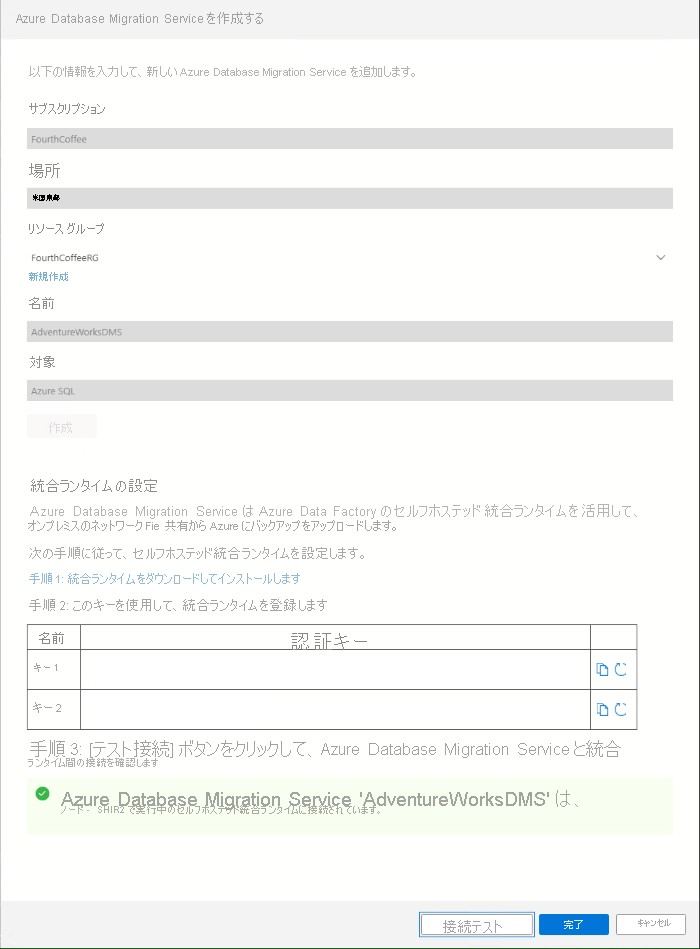 Azure Database Migration Serviceを作成する
以下の情報を入力して、新しい Azure Database Migration Service を追加します。
サブスクリプション
FourthCoffee
場所
米国東部
リソース グループ
FourthCoffeeRG
新規作成
名前
AdventureWorksDMS
対象
Azure SQL
作成
統合ランタイムの設定
Azure Database Migration Service は Azure Data Factory のセルフホステッド統合ランタイムを活用して、
オンプレミスのネットワーク Fie 共有から Azure にバックアップをアップロードします。
次の手順に従って、セルフホステッド統合ランタイムを設定します。
手順 1: 統合ランタイムをダウンロードしてインストールします
手順 2: このキーを使用して、統合ランタイムを登録します
名前 認証キー
キー 1
キー 2
手順 3: [テスト接続] ボタンをクリックして、Azure Database Migration Service と統合
ランタイム間の接続を確認します
Azure Database Migration Service 'AdventureWorksDMS' は、
ノード - SHIR2 で実行中のセルフホステッド統合ランタイムに接続されています。
接続テスト 完了 キャンセル